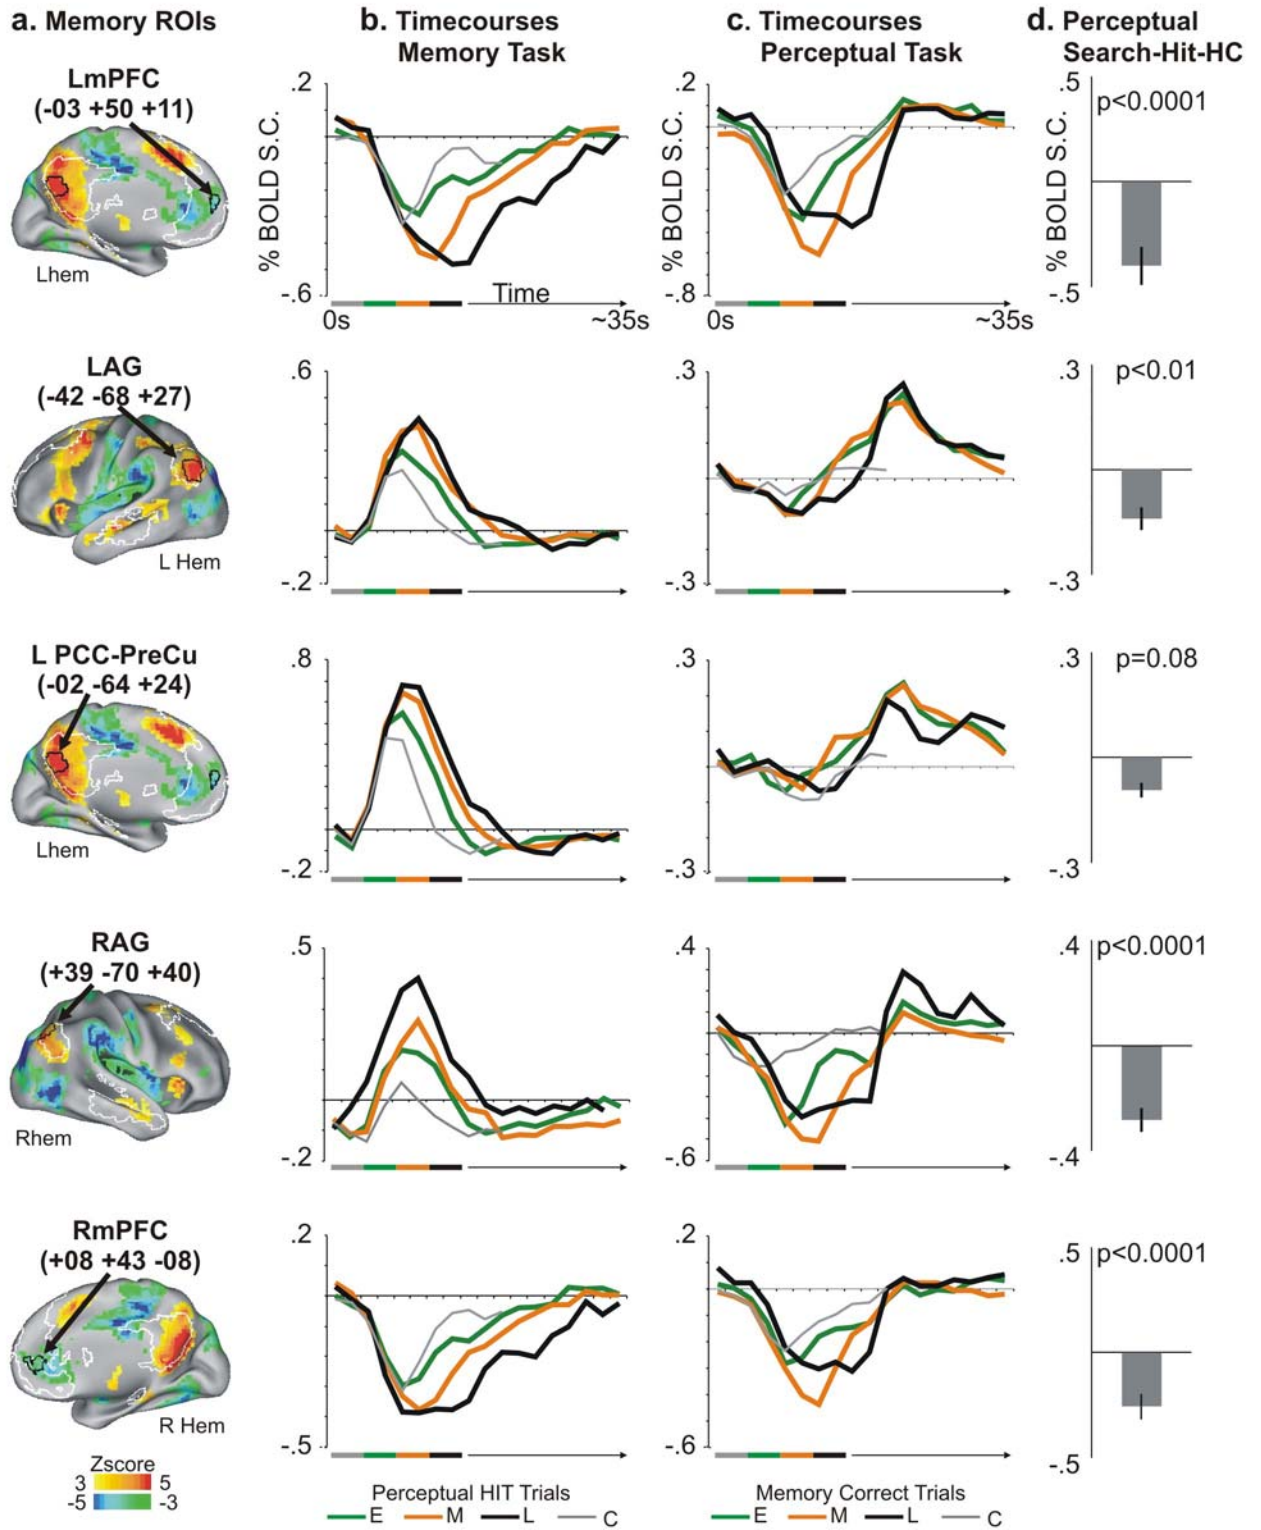 a. Memory ROIs
b. Timecourses
Memory Task
c. Timecourses
Perceptual Task
d. Perceptual
Search-Hit-HC
LmPFC
(-03 +50 +11)
Lhem
.2
% BOLD S.C.
-.6
Time
0s
~35s
.2
% BOLD S.C.
-.8
0s
~35s
.5
% BOLD S.C.
p<0.0001
-.5
LAG
(-42 -68 +27)
L Hem
.6
-.2
.3
-.3
.3
p<0.01
-.3
L PCC-PreCu
(-02 -64 +24)
Lhem
.8
-.2
.3
-.3
.3
p=0.08
-.3
RAG
(+39 -70 +40)
Rhem
.5
-.2
.4
-.6
.4
p<0.0001
-.4
RmPFC
(+08 +43 -08)
R Hem
.2
-.5
.2
-.6
.5
p<0.0001
-.5
Zscore
3 5
-5 -3
Perceptual HIT Trials
E M L C
Memory Correct Trials
E M L C